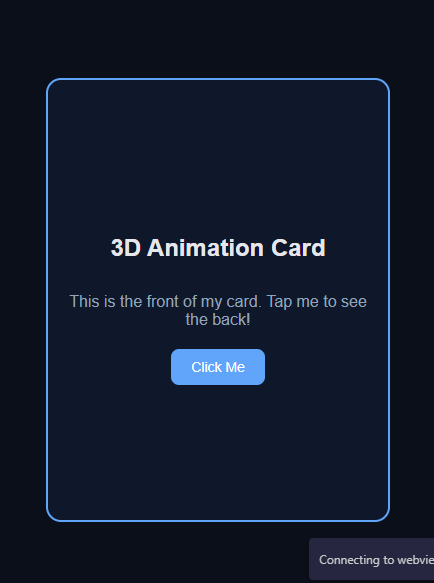 3D Animation Card
This is the front of my card. Tap me to see
the back!
Click Me
Connecting to webvie